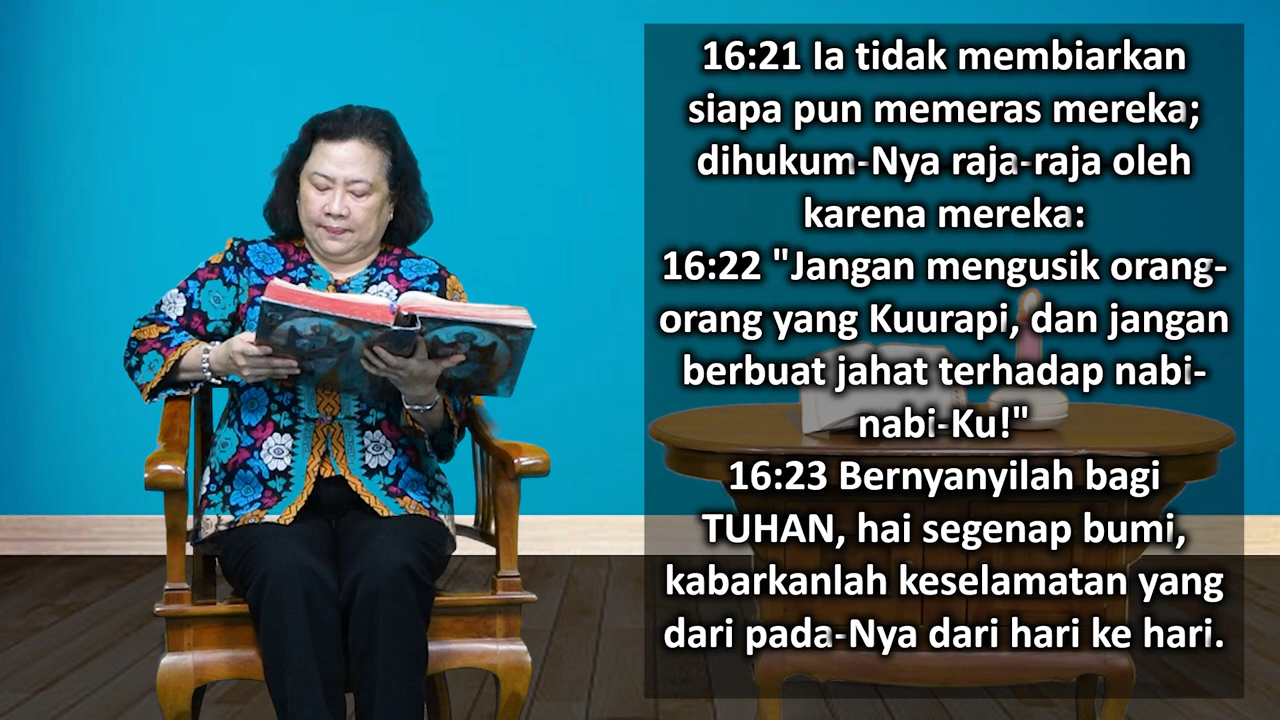 16:21 Ia tidak membiarkan
siapa pun memeras mereka;
dihukum-Nya raja-raja oleh
karena mereka:
16:22 "Jangan mengusik orang-
orang yang Kuurapi, dan jangan
berbuat jahat terhadap nabi-
nabi-Ku!"
16:23 Bernyanyilah bagi
TUHAN, hai segenap bumi,
kabarkanlah keselamatan yang
dari pada-Nya dari hari ke hari.